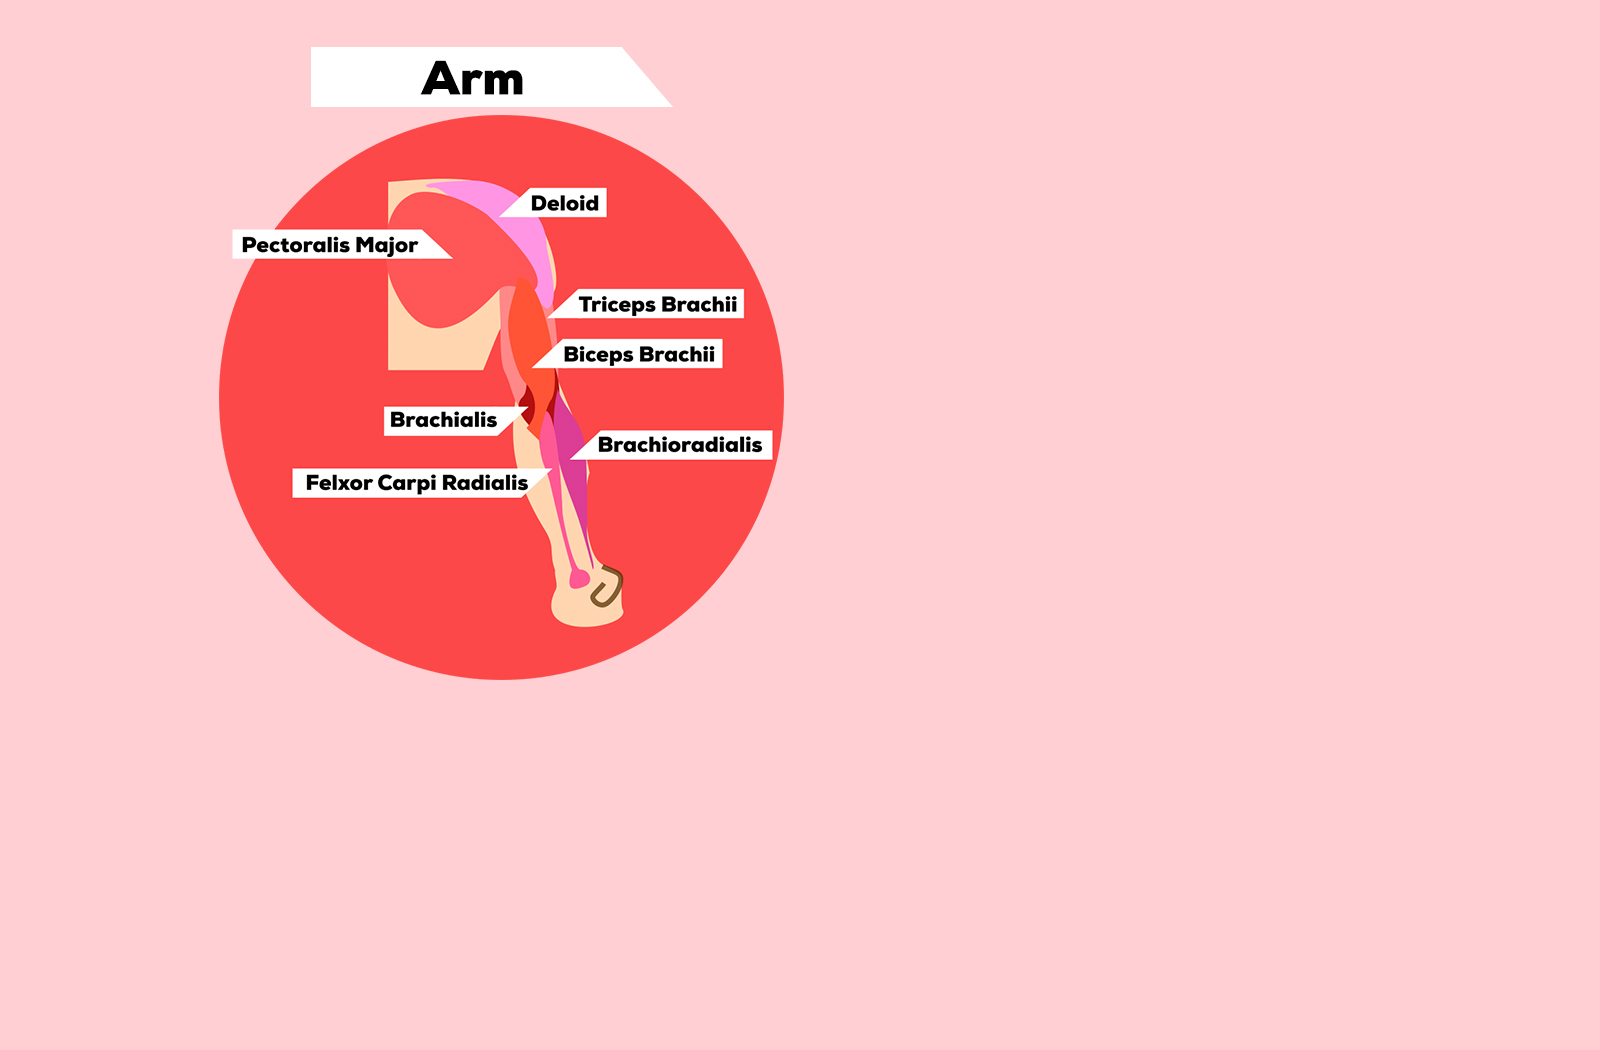 Arm
Deloid
Pectoralis Major
Triceps Brachii
Biceps Brachii
Brachialis
Brachioradialis
Felxor Carpi Radialis